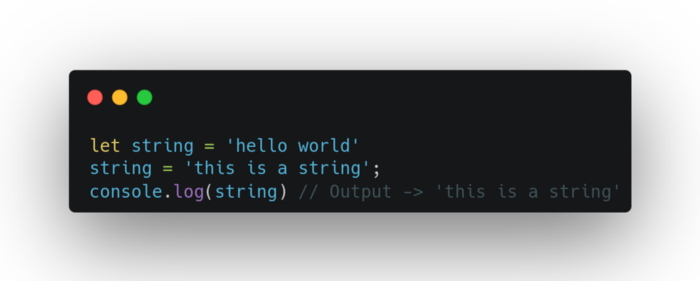 let string = 'hello world'
string = 'this is a string';
console.log(string) // Output -> 'this is a string'